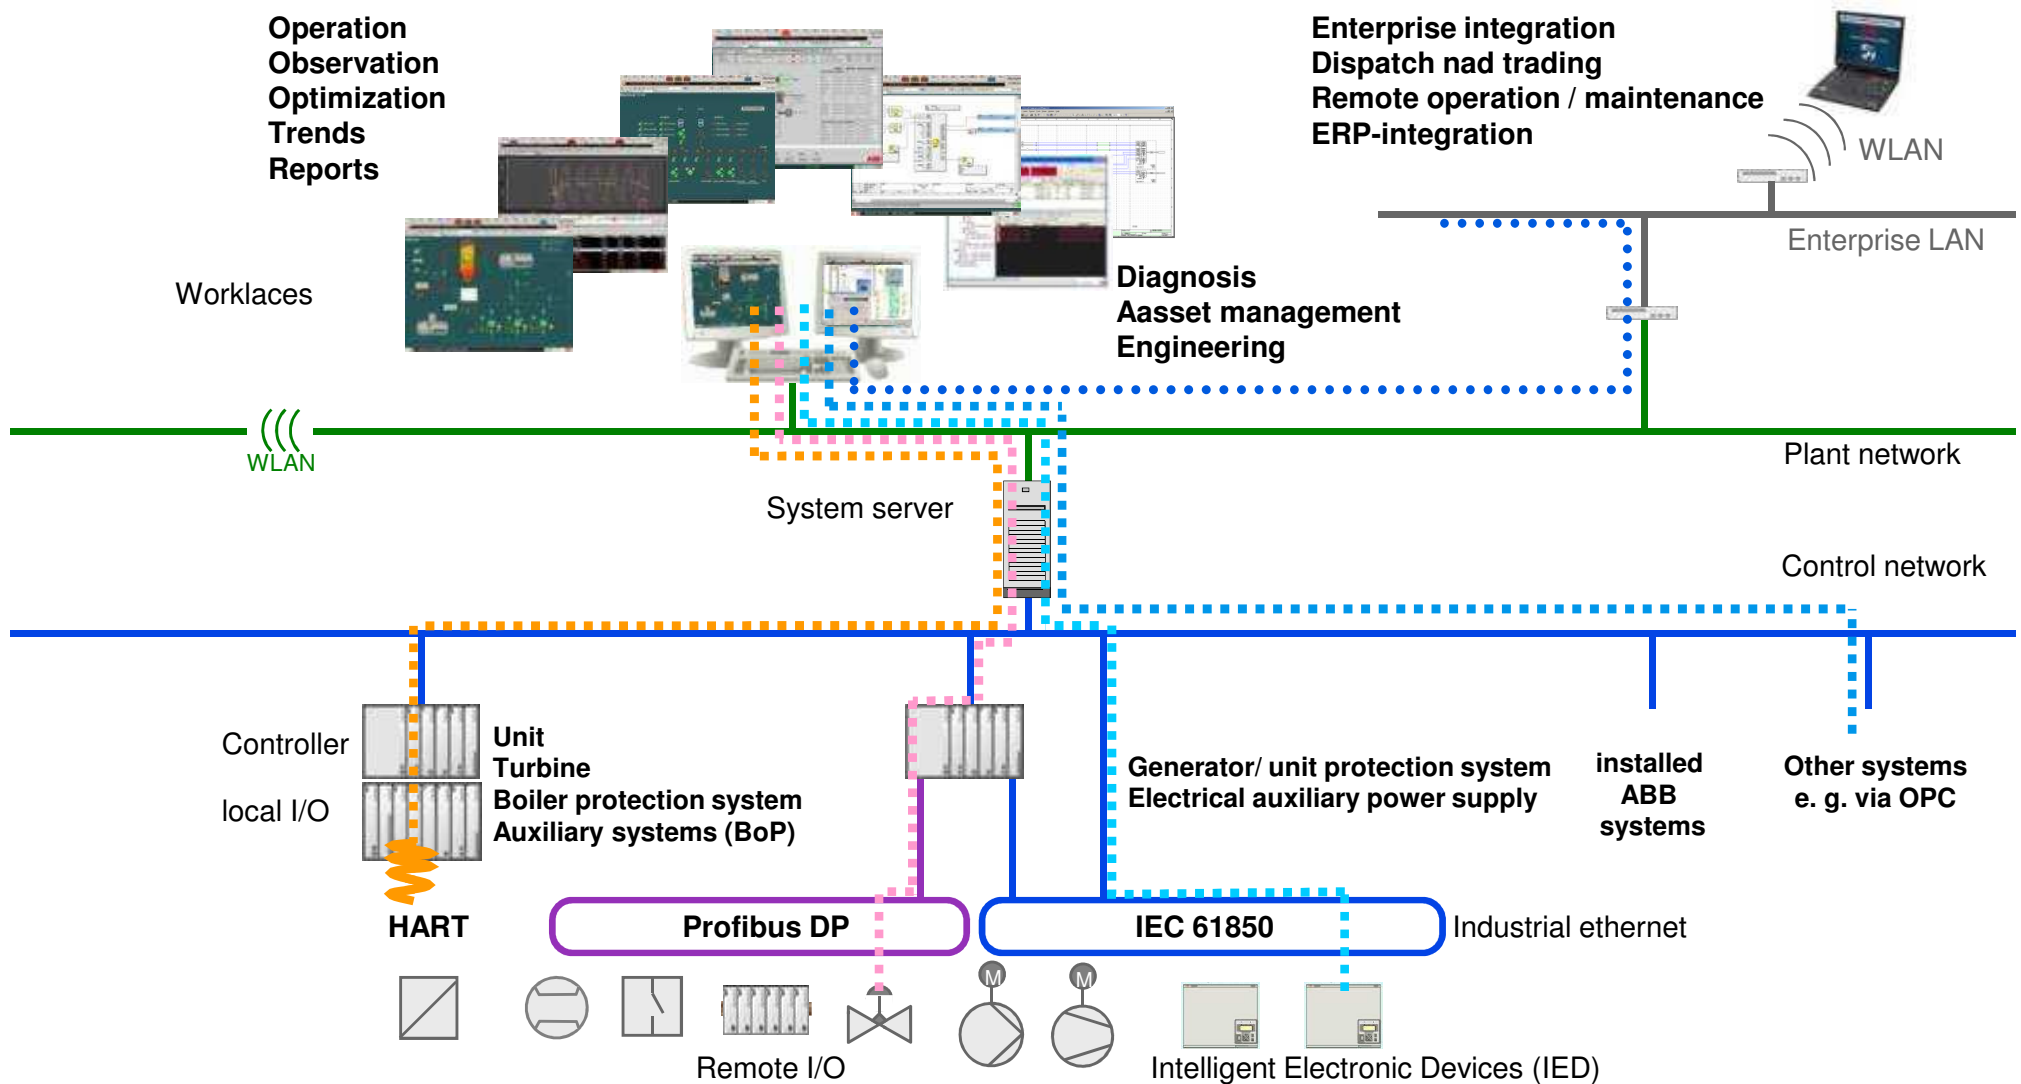 Operation
Observation
Optimization
Trends
Reports
Enterprise integration
Dispatch nad trading
Remote operation / maintenance
ERP-integration
WLAN
Enterprise LAN
Worklaces
Diagnosis
Aasset management
Engineering
WLAN
Plant network
System server
Control network
Controller
local I/O
Unit
Turbine
Boiler protection system
Auxiliary systems (BoP)
Generator/ unit protection system
Electrical auxiliary power supply
installed
ABB
systems
Other systems
e. g. via OPC
HART
Profibus DP
IEC 61850
Industrial ethernet
M
M
Remote I/O
Intelligent Electronic Devices (IED)